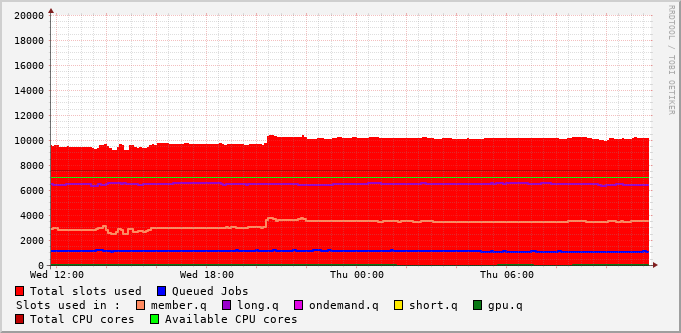 RRDTOOL / TOBI OETIKER
20000
18000
16000
14000
12000
10000
8000
6000
4000
2000
0
Wed 12:00 Wed 18:00 Thu 00:00 Thu 06:00
Total slots used Queued Jobs
Slots used in : member.q long.q ondemand.q short.q gpu.q
Total CPU cores Available CPU cores